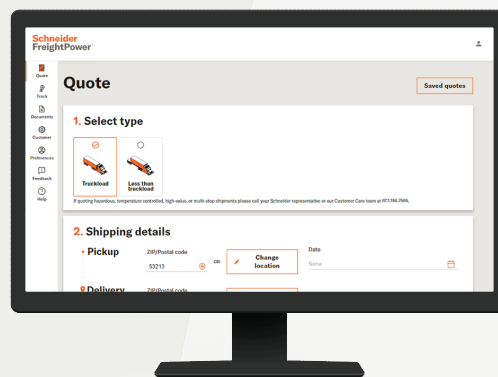 Schneider
FreightPower
Quote
Track
Documents
Customer
Preferences
Feedback
Help
Quote
Saved quotes
1. Select type
Truckload
Less than
truckload
If quoting hazardous, temperature controlled, high-value, or multi-stop shipments please call your Schneider representative or our Customer Care team at
2. Shipping details
Pickup
ZIP/Postal code
53213
OR
Change
location
Date
None
Delivery
ZIP/Postal code